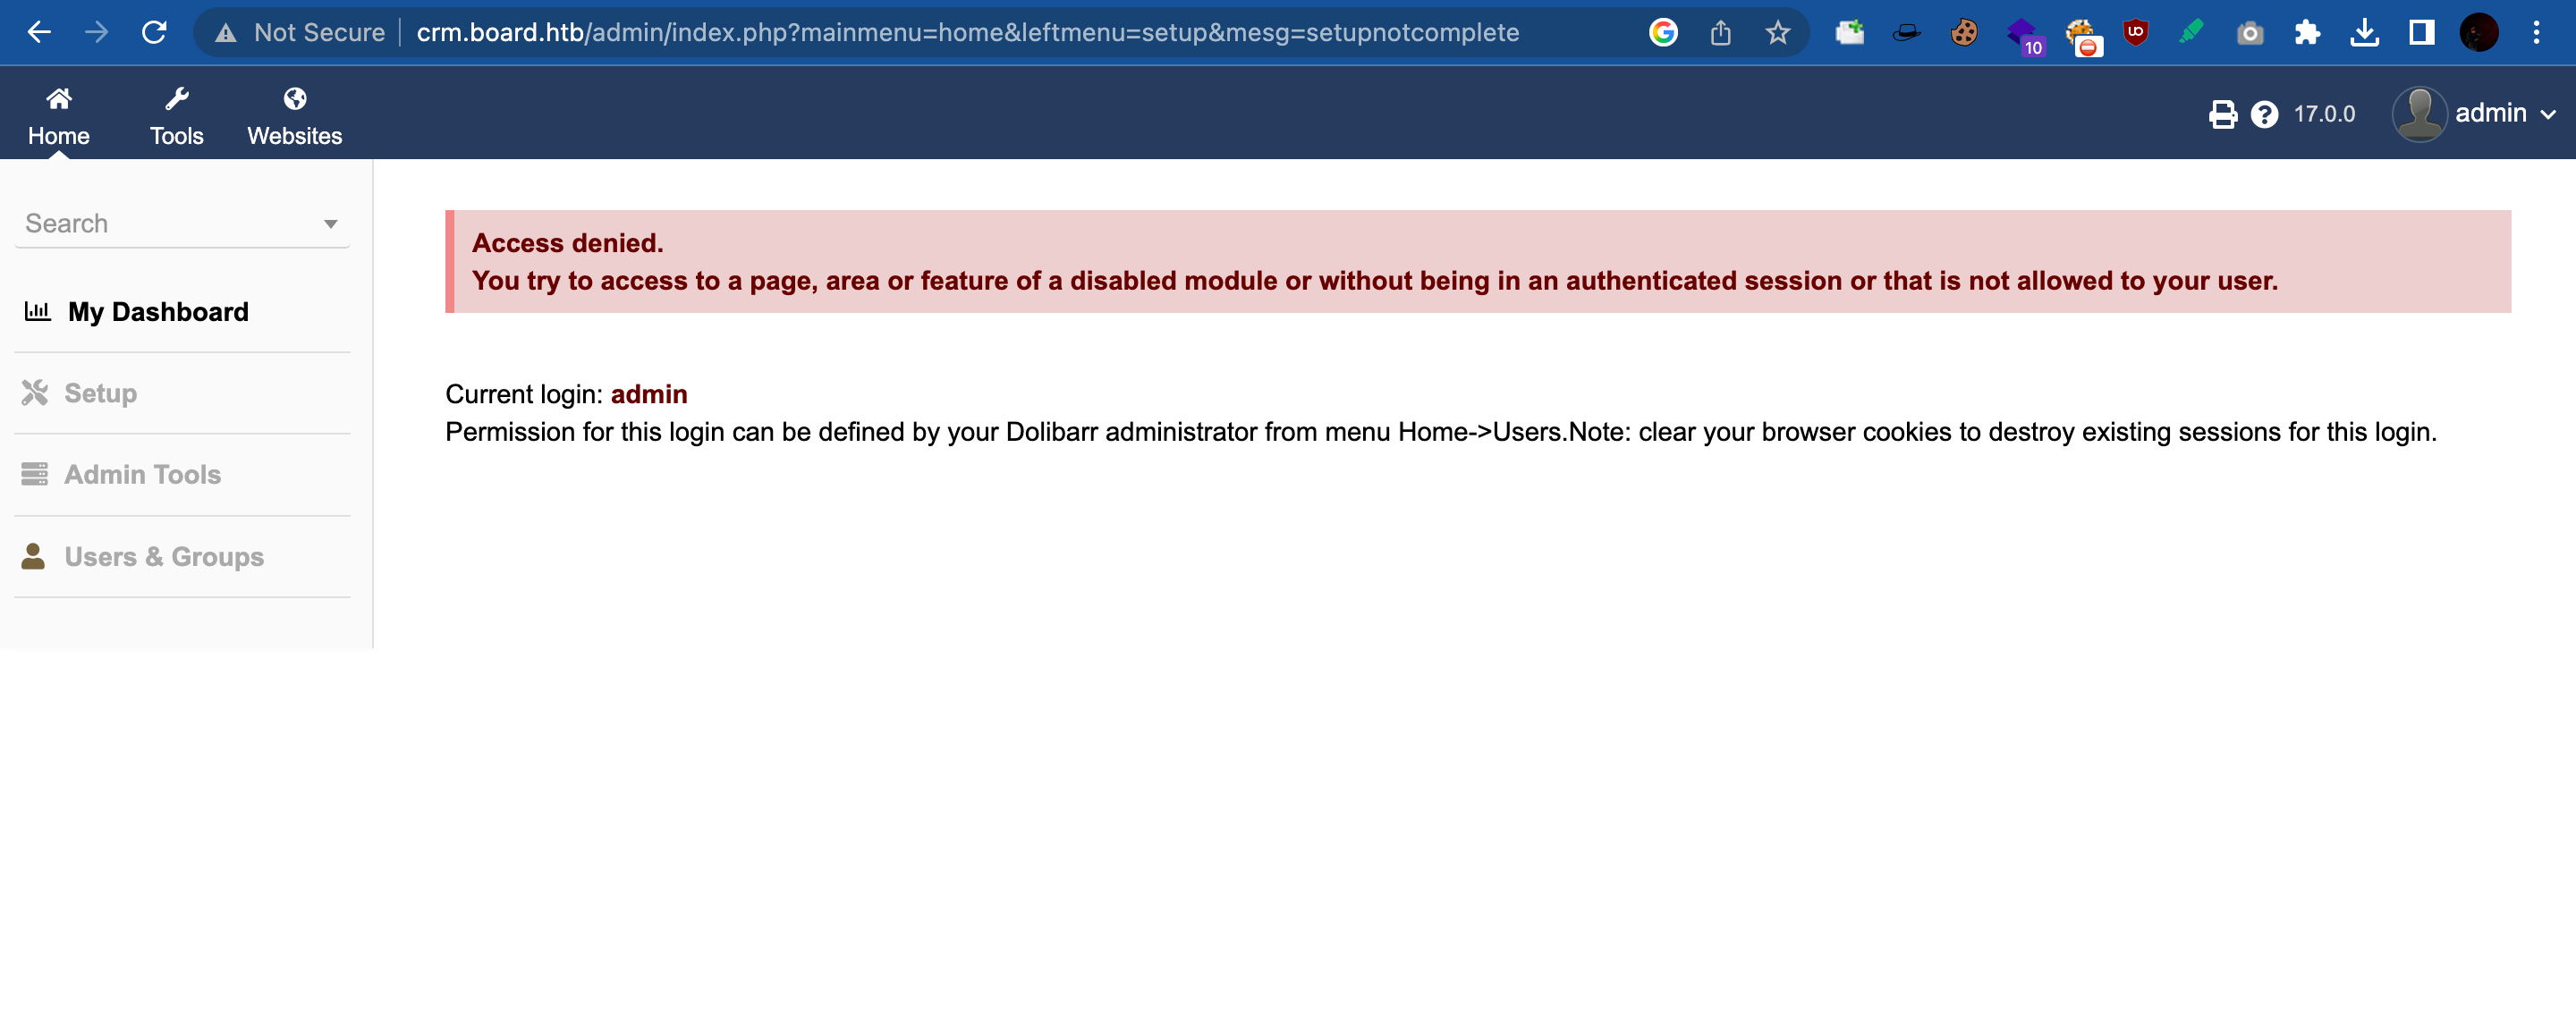 Not Secure crm.board.htb/admin/index.php?mainmenu=home&leftmenu=setup&mesg=setupnotcomplete
10
Home Tools Websites 17.0.0 admin
Search
My Dashboard
Setup
Admin Tools
Users & Groups
Access denied.
You try to access to a page, area or feature of a disabled module or without being in an authenticated session or that is not allowed to your user.
Current login: admin
Permission for this login can be defined by your Dolibarr administrator from menu Home->Users.Note: clear your browser cookies to destroy existing sessions for this login.